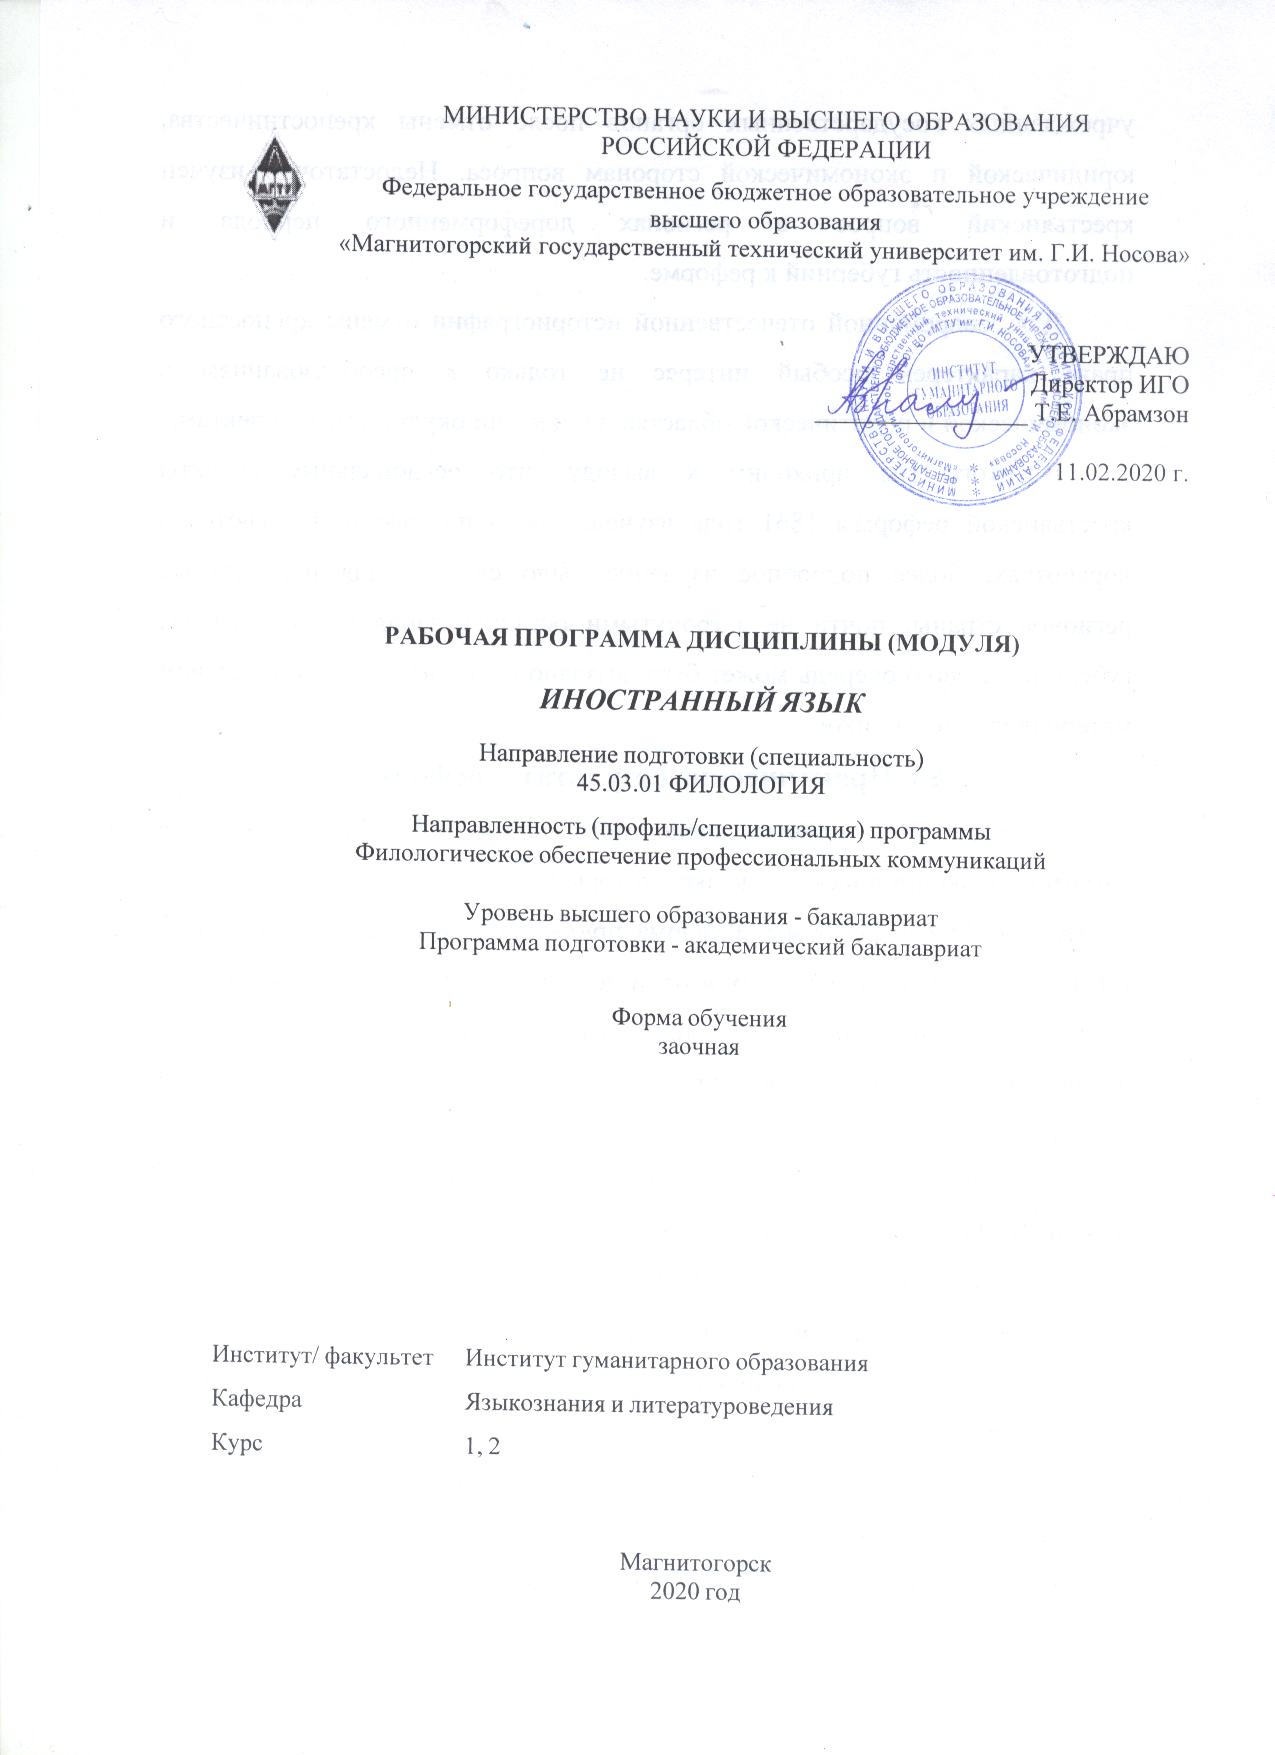 МИНИСТЕРСТВО НАУКИ И ВЫСШЕГО ОБРАЗОВАНИЯ
РОССИЙСКОЙ ФЕДЕРАЦИИ
Федеральное государственное бюджетное образовательное учреждение
высшего образования
«Магнитогорский государственный технический университет им. Г.И. Носова»
УТВЕРЖДАЮ
Директор ИГО
Т.Е. Абрамзон
11.02.2020 г.
ИНСТИТУТ
ГУМАНИТАРНОГО
ОБРАЗОВАНИЯ
РАБОЧАЯ ПРОГРАММА ДИСЦИПЛИНЫ (МОДУЛЯ)
ИНОСТРАННЫЙ ЯЗЫК
Направление подготовки (специальность)
45.03.01 ФИЛОЛОГИЯ
Направленность (профиль/специализация) программы
Филологическое обеспечение профессиональных коммуникаций
Уровень высшего образования - бакалавриат
Программа подготовки - академический бакалавриат
Форма обучения
заочная
Институт/ факультет Институт гуманитарного образования
Кафедра Языкознания и литературоведения
Курс 1, 2
Магнитогорск
2020 год